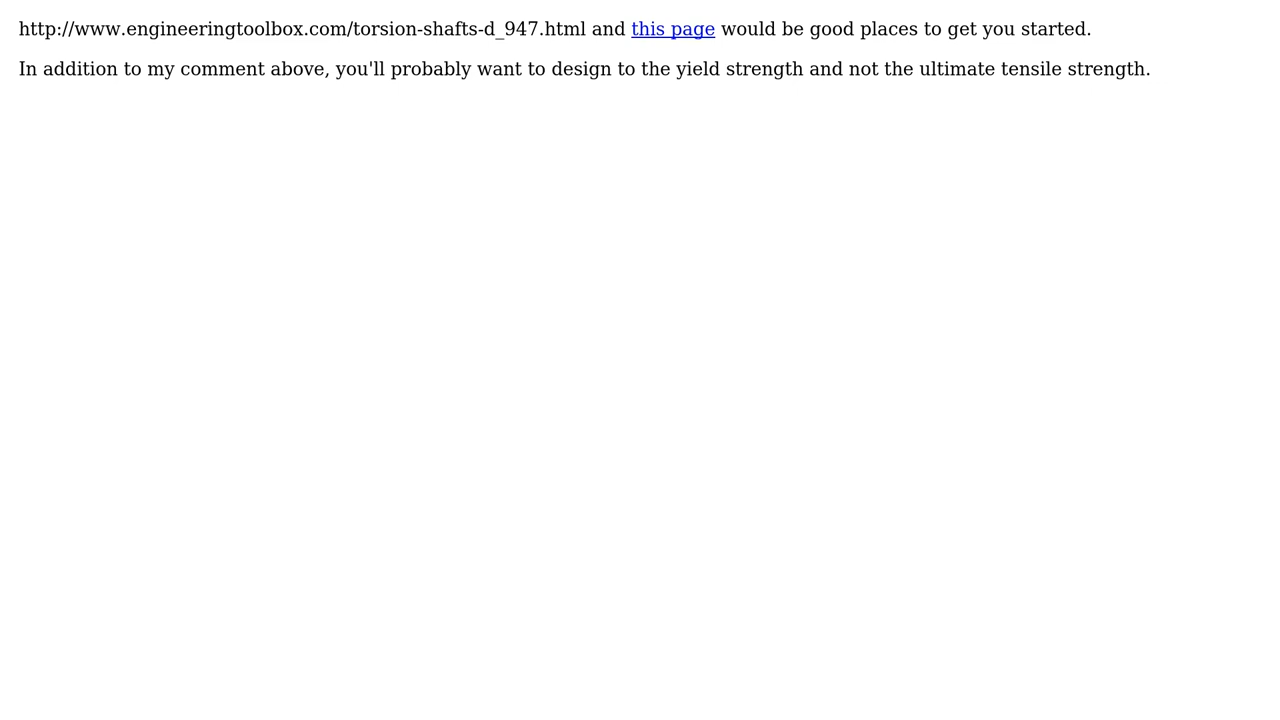 http://www.engineeringtoolbox.com/torsion-shafts-d_947.html and this page would be good places to get you started.
In addition to my comment above, you'll probably want to design to the yield strength and not the ultimate tensile strength.